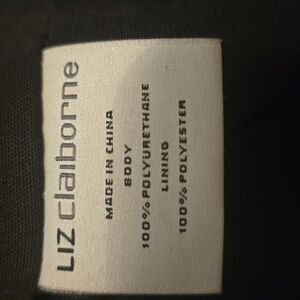 LIZ claiborne
MADE IN CHINA
BODY
100% POLYURETHANE
LINING
100% POLYESTER